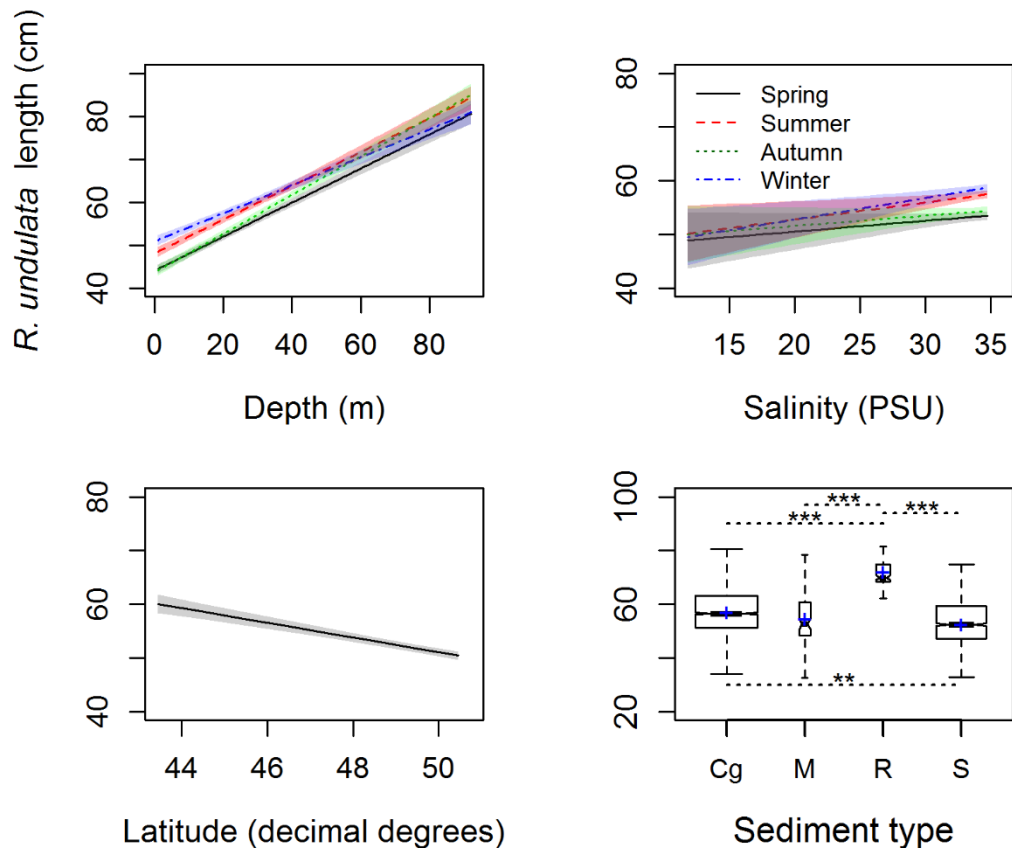 R. undulata length (cm)
40 60 80
0 20 40 60 80
Depth (m)
40 60 80
Spring
Summer
Autumn
Winter
15 20 25 30 35
Salinity (PSU)
40 60 80
44 46 48 50
Latitude (decimal degrees)
20 60 100
***
*** ***
**
Cg M R S
Sediment type